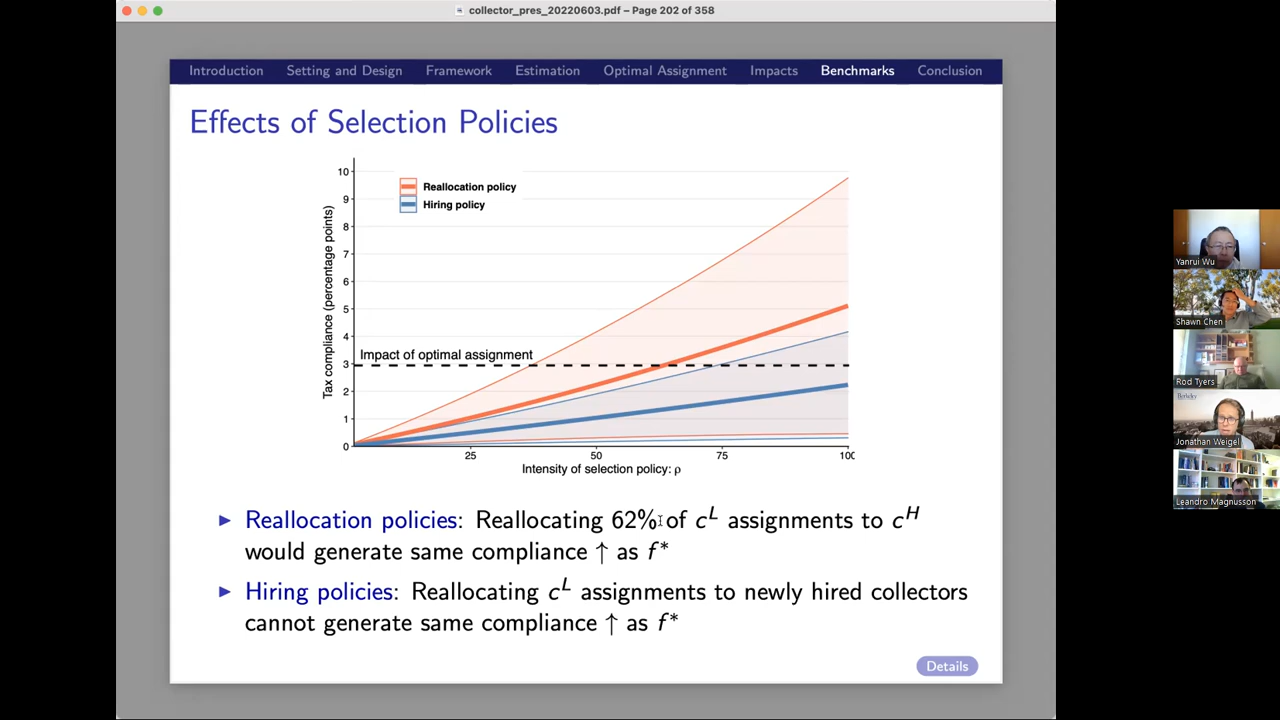 collector_pres_20220603.pdf – Page 202 of 358
Introduction Setting and Design Framework Estimation Optimal Assignment Impacts Benchmarks Conclusion
Effects of Selection Policies
Reallocation policy
Hiring policy
Tax compliance (percentage points)
10
9
8
7
6
5
4
3
2
1
0
Impact of optimal assignment
25 50 75 100
Intensity of selection policy: ρ
▶ Reallocation policies: Reallocating 62% of c^L assignments to c^H
would generate same compliance ↑ as f*
▶ Hiring policies: Reallocating c^L assignments to newly hired collectors
cannot generate same compliance ↑ as f*
Details
Yanrui Wu
Shawn Chen
Rod Tyers
Berkeley
Jonathan Weigel
Leandro Magnusson